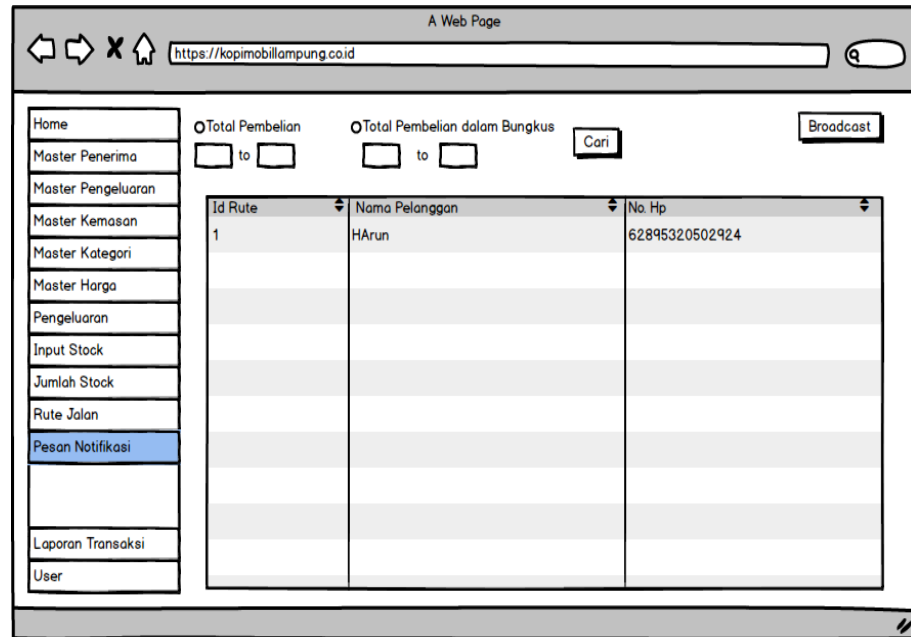 A Web Page
https://kopimobillampung.co.id
Home
Master Penerima
Master Pengeluaran
Master Kemasan
Master Kategori
Master Harga
Pengeluaran
Input Stock
Jumlah Stock
Rute Jalan
Pesan Notifikasi
Laporan Transaksi
User
Total Pembelian
to
Total Pembelian dalam Bungkus
to
Cari
Broadcast
Id Rute Nama Pelanggan No. Hp
1 HArun 62895320502924